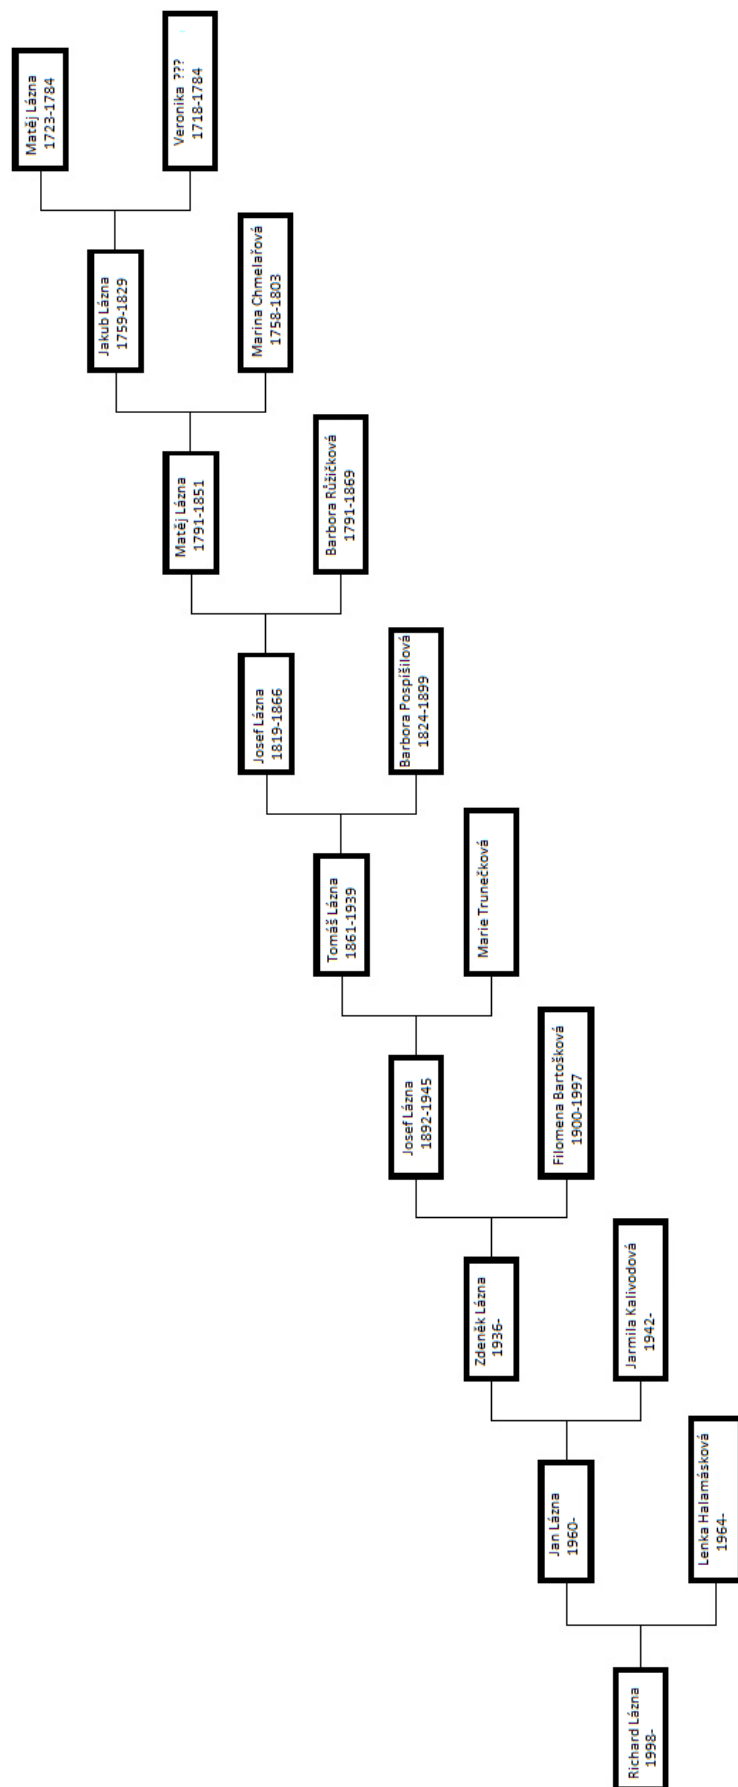 Matěj Lázna
1723-1784
Veronika ???
1718-1784
Jakub Lázna
1759-1829
Marina Chmelařová
1758-1803
Matěj Lázna
1791-1851
Barbora Růžičková
1791-1869
Josef Lázna
1819-1866
Barbora Pospíšilová
1824-1899
Tomáš Lázna
1861-1939
Marie Trunečková
Josef Lázna
1892-1945
Filomena Bartošková
1900-1997
Zdeněk Lázna
1936-
Jarmila Kalivodová
1942-
Jan Lázna
1960-
Lenka Halamásková
1964-
Richard Lázna
1998-